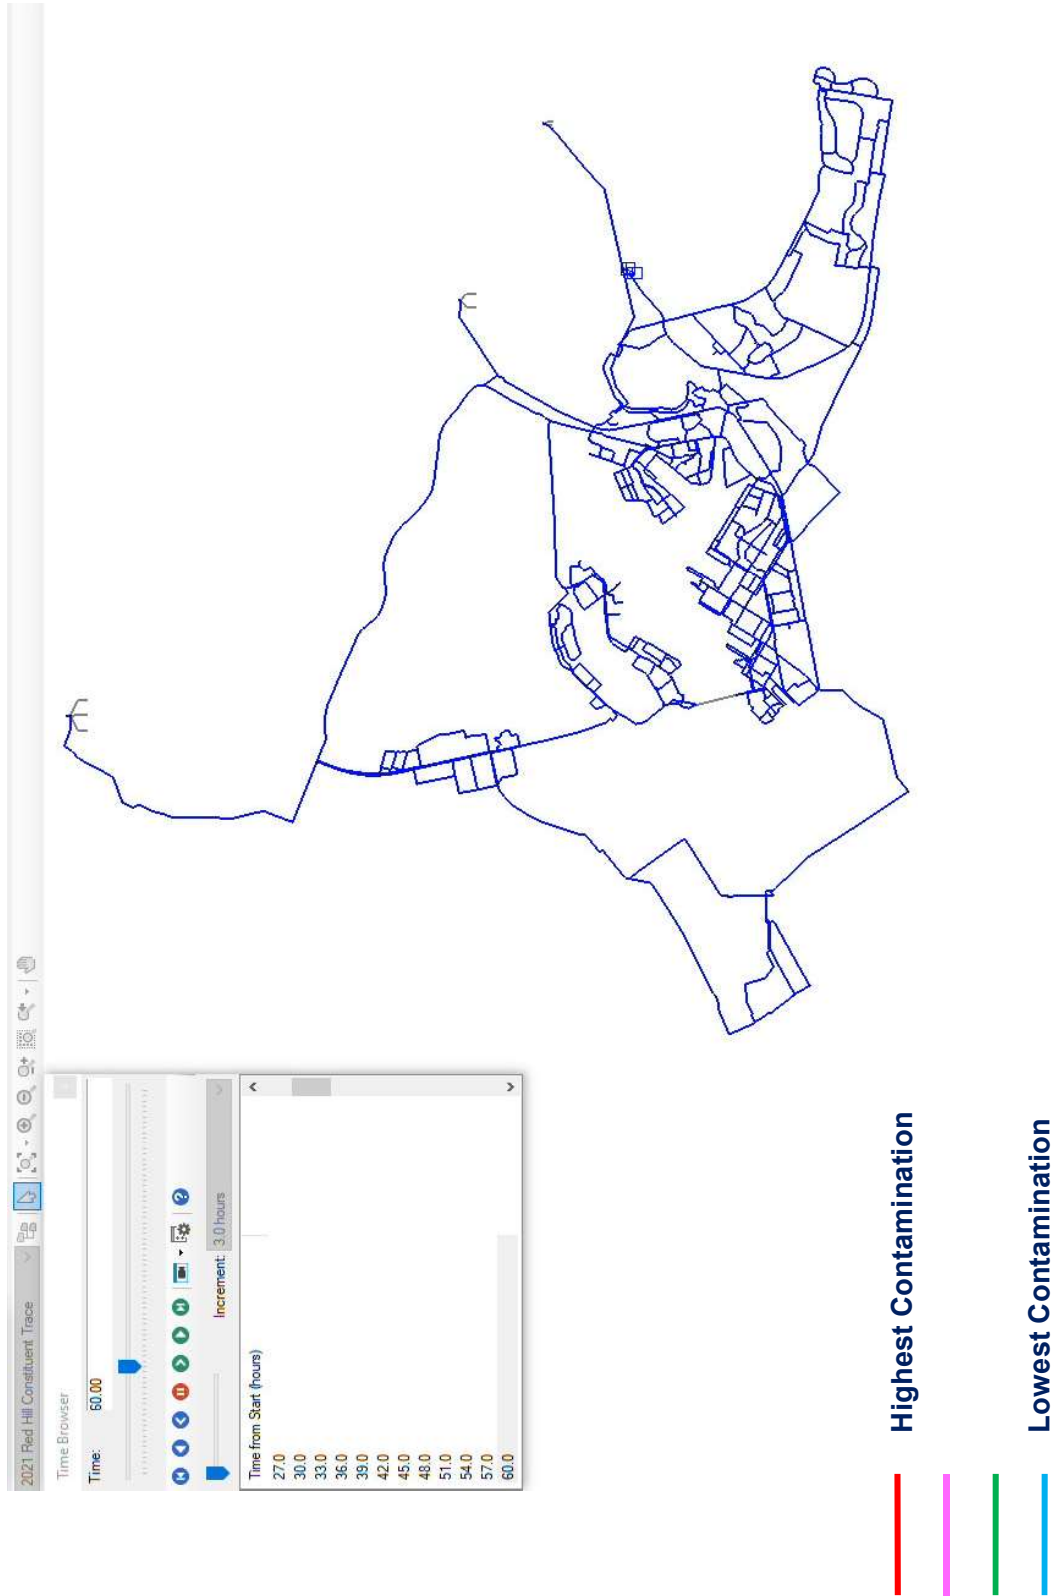 2021 Red Hill Constituent Trace
Time Browser
Time:
60.00
Increment: 3.0 hours
Time from Start (hours)
27.0
30.0
33.0
36.0
39.0
42.0
45.0
48.0
51.0
54.0
57.0
60.0
Highest Contamination
Lowest Contamination